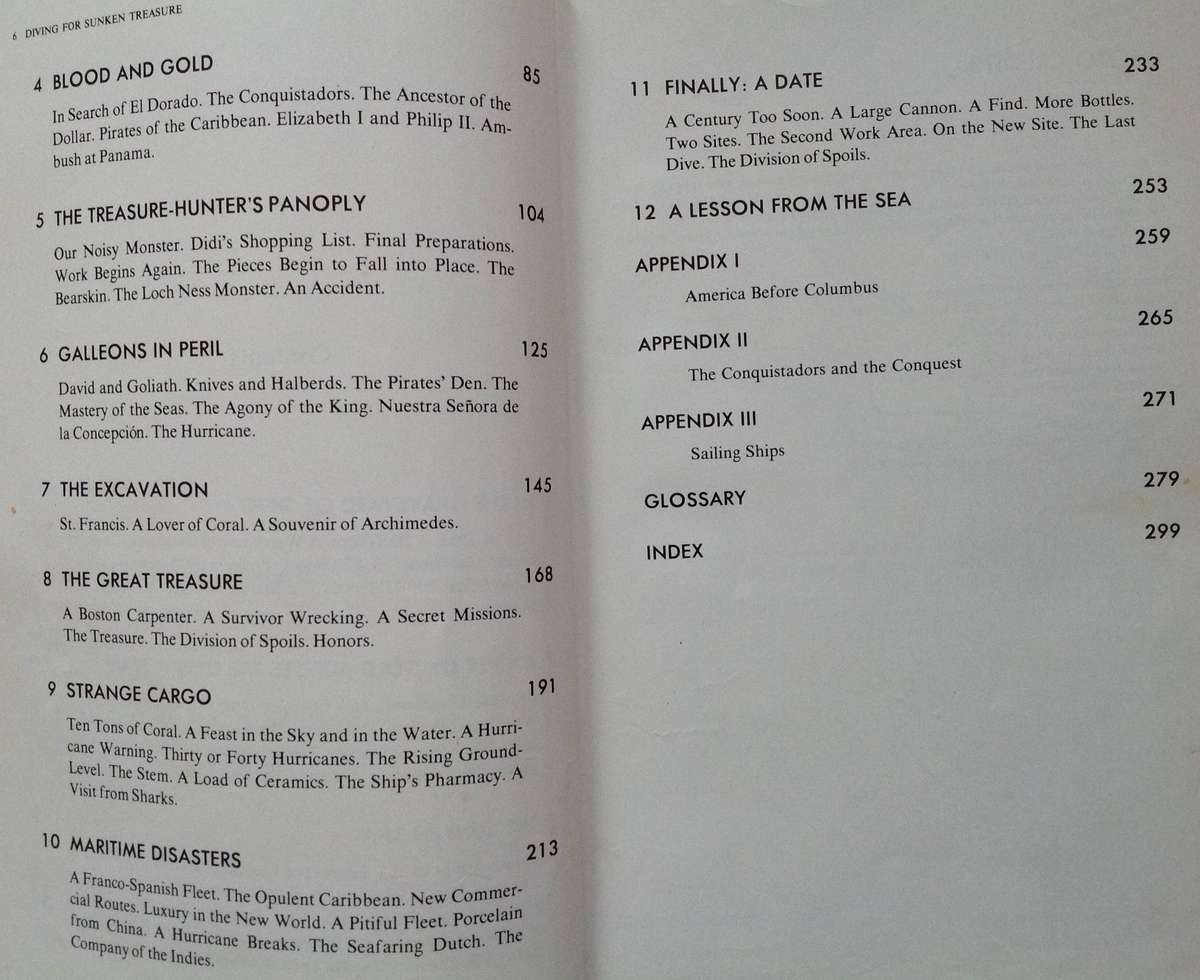 6 DIVING FOR SUNKEN TREASURE
4 BLOOD AND GOLD 85
In Search of El Dorado. The Conquistadors. The Ancestor of the
Dollar. Pirates of the Caribbean. Elizabeth I and Philip II. Am-
bush at Panama.
5 THE TREASURE-HUNTER'S PANOPLY 104
Our Noisy Monster. Didi's Shopping List. Final Preparations.
Work Begins Again. The Pieces Begin to Fall into Place. The
Bearskin. The Loch Ness Monster. An Accident.
6 GALLEONS IN PERIL 125
David and Goliath. Knives and Halberds. The Pirates' Den. The
Mastery of the Seas. The Agony of the King. Nuestra Señora de
la Concepción. The Hurricane.
7 THE EXCAVATION 145
St. Francis. A Lover of Coral. A Souvenir of Archimedes.
8 THE GREAT TREASURE 168
A Boston Carpenter. A Survivor Wrecking. A Secret Missions.
The Treasure. The Division of Spoils. Honors.
9 STRANGE CARGO 191
Ten Tons of Coral. A Feast in the Sky and in the Water. A Hurri-
cane Warning. Thirty or Forty Hurricanes. The Rising Ground-
Level. The Stem. A Load of Ceramics. The Ship's Pharmacy. A
Visit from Sharks.
10 MARITIME DISASTERS 213
A Franco-Spanish Fleet. The Opulent Caribbean. New Commer-
cial Routes. Luxury in the New World. A Pitiful Fleet. Porcelain
from China. A Hurricane Breaks. The Seafaring Dutch. The
Company of the Indies.
11 FINALLY: A DATE 233
A Century Too Soon. A Large Cannon. A Find. More Bottles.
Two Sites. The Second Work Area. On the New Site. The Last
Dive. The Division of Spoils.
12 A LESSON FROM THE SEA 253
APPENDIX I 259
America Before Columbus
APPENDIX II 265
The Conquistadors and the Conquest
APPENDIX III 271
Sailing Ships
GLOSSARY 279
INDEX 299